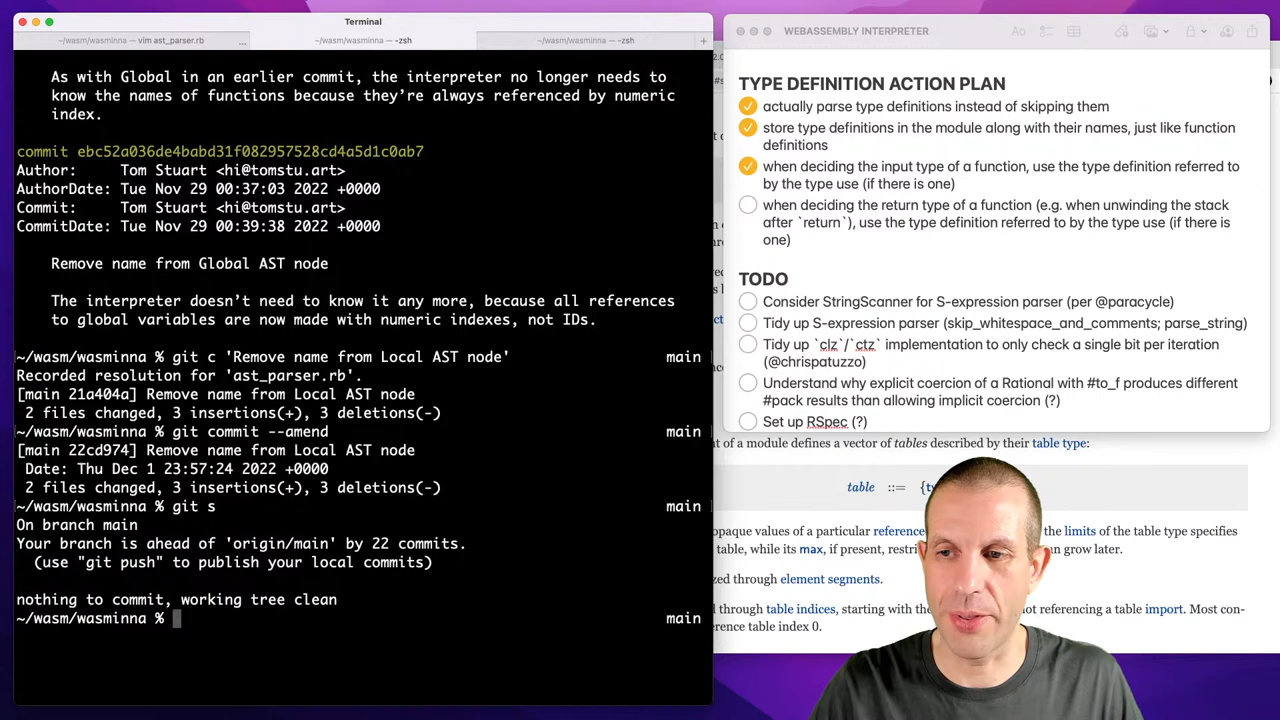 Terminal
~/wasm/wasminna — vim ast_parser.rb ...
~/wasm/wasminna — -zsh
~/wasm/wasminna — -zsh
+
As with Global in an earlier commit, the interpreter no longer needs to
know the names of functions because they’re always referenced by numeric
index.
commit ebc52a036de4babd31f082957528cd4a5d1c0ab7
Author: Tom Stuart <hi@tomstu.art>
AuthorDate: Tue Nov 29 00:37:03 2022 +0000
Commit: Tom Stuart <hi@tomstu.art>
CommitDate: Tue Nov 29 00:39:38 2022 +0000
Remove name from Global AST node
The interpreter doesn’t need to know it any more, because all references
to global variables are now made with numeric indexes, not IDs.
~/wasm/wasminna % git c 'Remove name from Local AST node' main
Recorded resolution for 'ast_parser.rb'.
[main 21a404a] Remove name from Local AST node
2 files changed, 3 insertions(+), 3 deletions(-)
~/wasm/wasminna % git commit --amend main
[main 22cd974] Remove name from Local AST node
Date: Thu Dec 1 23:57:24 2022 +0000
2 files changed, 3 insertions(+), 3 deletions(-)
~/wasm/wasminna % git s main
On branch main
Your branch is ahead of 'origin/main' by 22 commits.
(use "git push" to publish your local commits)
nothing to commit, working tree clean
~/wasm/wasminna % main
WEBASSEMBLY INTERPRETER
Aa
TYPE DEFINITION ACTION PLAN
actually parse type definitions instead of skipping them
store type definitions in the module along with their names, just like function
definitions
when deciding the input type of a function, use the type definition referred to
by the type use (if there is one)
when deciding the return type of a function (e.g. when unwinding the stack
after `return`), use the type definition referred to by the type use (if there is
one)
TODO
Consider StringScanner for S-expression parser (per @paracycle)
Tidy up S-expression parser (skip_whitespace_and_comments; parse_string)
Tidy up `clz`/`ctz` implementation to only check a single bit per iteration
(@chrispatuzzo)
Understand why explicit coercion of a Rational with #to_f produces different
#pack results than allowing implicit coercion (?)
Set up RSpec (?)
nt of a module defines a vector of tables described by their table type:
table ::= {ty
opaque values of a particular reference the limits of the table type specifies
table, while its max, if present, restri n grow later.
zed through element segments.
d through table indices, starting with the ot referencing a table import. Most con-
erence table index 0.